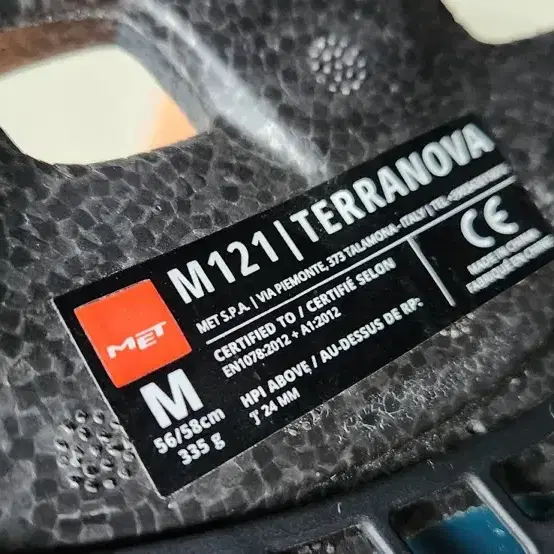 M121 | TERRANOVA
MET S.P.A. | VIA PIEMONTE, 373 TALAMONA - ITALY | TEL.
CERTIFIED TO / CERTIFIÉ SELON
EN1078:2012 + A1:2012
HPI ABOVE / AU-DESSUS DE RP:
24 MM
CE
MADE IN CHINA
FABRIQUÉ EN CHINE
MET
M
56/58cm
335 g